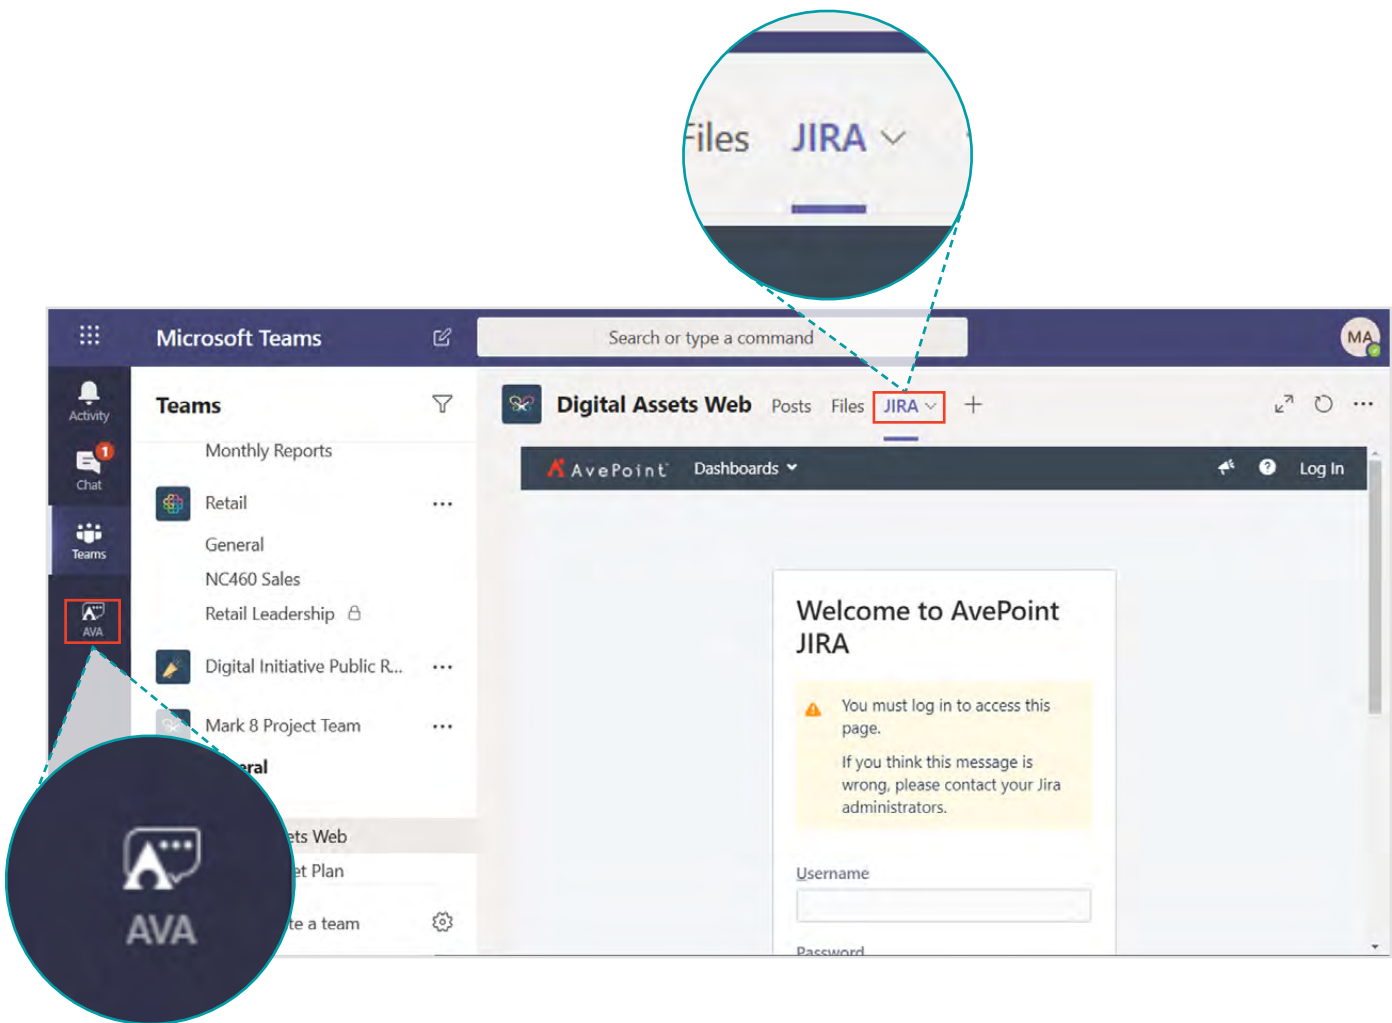 Files JIRA
Microsoft Teams
Search or type a command
MA
Activity
1
Chat
Teams
AVA
Teams
Monthly Reports
Retail
General
NC460 Sales
Retail Leadership
Digital Initiative Public R...
Mark 8 Project Team
eral
ets Web
et Plan
te a team
AVA
Digital Assets Web Posts Files JIRA
AvePoint Dashboards
Log In
Welcome to AvePoint
JIRA
You must log in to access this
page.
If you think this message is
wrong, please contact your Jira
administrators.
Username
Password